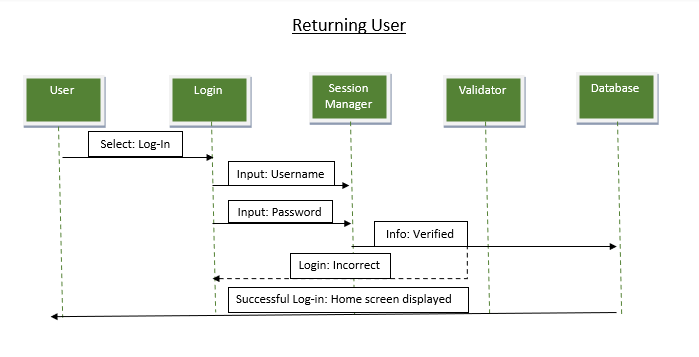 Returning User
User
Login
Session
Manager
Validator
Database
Select: Log-In
Input: Username
Input: Password
Info: Verified
Login: Incorrect
Successful Log-in: Home screen displayed